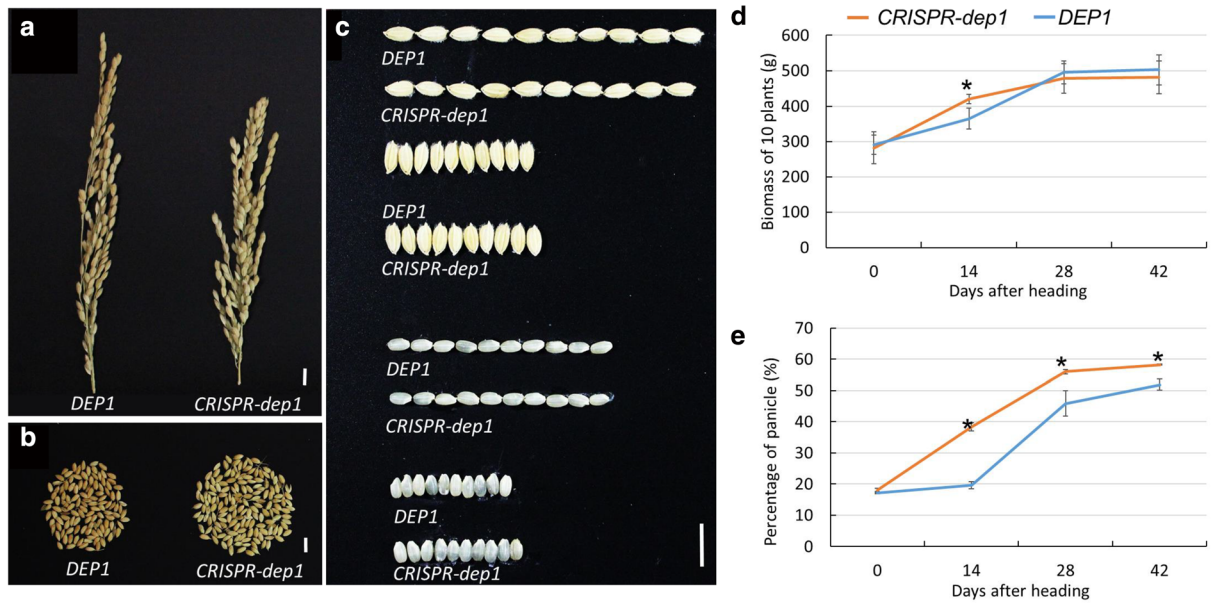 a
DEP1
CRISPR-dep1
b
DEP1
CRISPR-dep1
c
DEP1
CRISPR-dep1
DEP1
CRISPR-dep1
DEP1
CRISPR-dep1
DEP1
CRISPR-dep1
d
CRISPR-dep1 DEP1
Biomass of 10 plants (g)
600
500
400
300
200
100
0
*
0 14 28 42
Days after heading
e
Percentage of panicle (%)
70
60
50
40
30
20
10
0
* * *
0 14 28 42
Days after heading